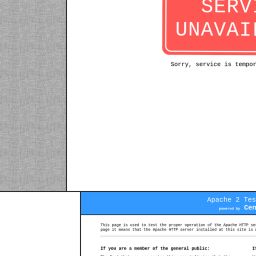 SERVI
UNAVAI
Sorry, service is tempor
Apache 2 Tes
powered by Cen
This page is used to test the proper operation of the Apache HTTP se
page it means that the Apache HTTP server installed at this site is
If you are a member of the general public: